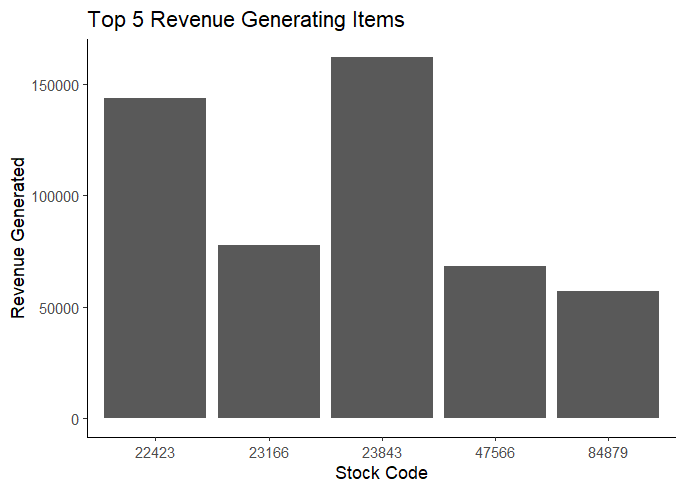 Top 5 Revenue Generating Items
Revenue Generated
150000
100000
50000
0
22423 23166 23843 47566 84879
Stock Code